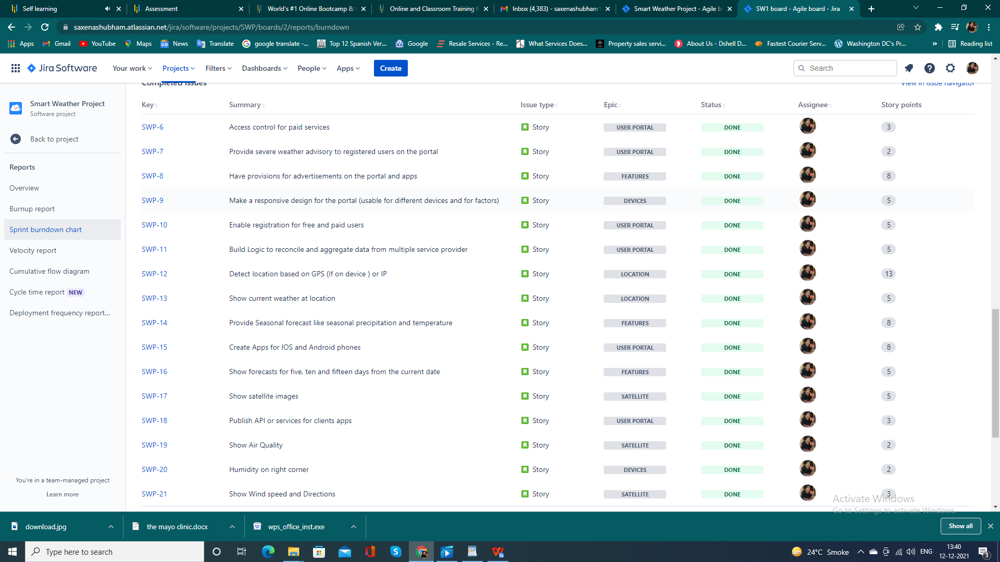 Self learning
Assessment
World's #1 Online Bootcamp &
Online and Classroom Training f
Inbox (4,383) - saxenashubham1
Smart Weather Project - Agile b
SW1 board - Agile board - Jira
saxenashubham.atlassian.net/jira/software/projects/SWP/boards/2/reports/burndown
Apps
Gmail
YouTube
Maps
News
Translate
google translate -...
Top 12 Spanish Ver...
Google
Resale Services - Re...
What Services Does...
Property sales servi...
About Us - Dshell D...
Fastest Courier Serv...
Washington DC's Pr...
»
Reading list
Jira Software
Your work
Projects
Filters
Dashboards
People
Apps
Create
Search
Completed issues
View in issue navigator
Smart Weather Project
Software project
Back to project
Reports
Overview
Burnup report
Sprint burndown chart
Velocity report
Cumulative flow diagram
Cycle time report NEW
Deployment frequency report...
You're in a team-managed project
Learn more
Key Summary Issue type Epic Status Assignee Story points
SWP-6 Access control for paid services Story USER PORTAL DONE 3
SWP-7 Provide severe weather advisory to registered users on the portal Story USER PORTAL DONE 2
SWP-8 Have provisions for advertisements on the portal and apps Story FEATURES DONE 8
SWP-9 Make a responsive design for the portal (usable for different devices and for factors) Story DEVICES DONE 5
SWP-10 Enable registration for free and paid users Story USER PORTAL DONE 5
SWP-11 Build Logic to reconcile and aggregate data from multiple service provider Story USER PORTAL DONE 5
SWP-12 Detect location based on GPS (If on device ) or IP Story LOCATION DONE 13
SWP-13 Show current weather at location Story LOCATION DONE 5
SWP-14 Provide Seasonal forecast like seasonal precipitation and temperature Story FEATURES DONE 8
SWP-15 Create Apps for IOS and Android phones Story USER PORTAL DONE 8
SWP-16 Show forecasts for five, ten and fifteen days from the current date Story FEATURES DONE 5
SWP-17 Show satellite images Story SATELLITE DONE 5
SWP-18 Publish API or services for clients apps Story USER PORTAL DONE 3
SWP-19 Show Air Quality Story SATELLITE DONE 2
SWP-20 Humidity on right corner Story DEVICES DONE 2
SWP-21 Show Wind speed and Directions Story SATELLITE DONE 3
Activate Windows
Go to Settings to activate Windows.
download.jpg
the mayo clinic.docx
wps_office_inst.exe
Show all
Type here to search
24°C Smoke
ENG
13:40
12-12-2021
3